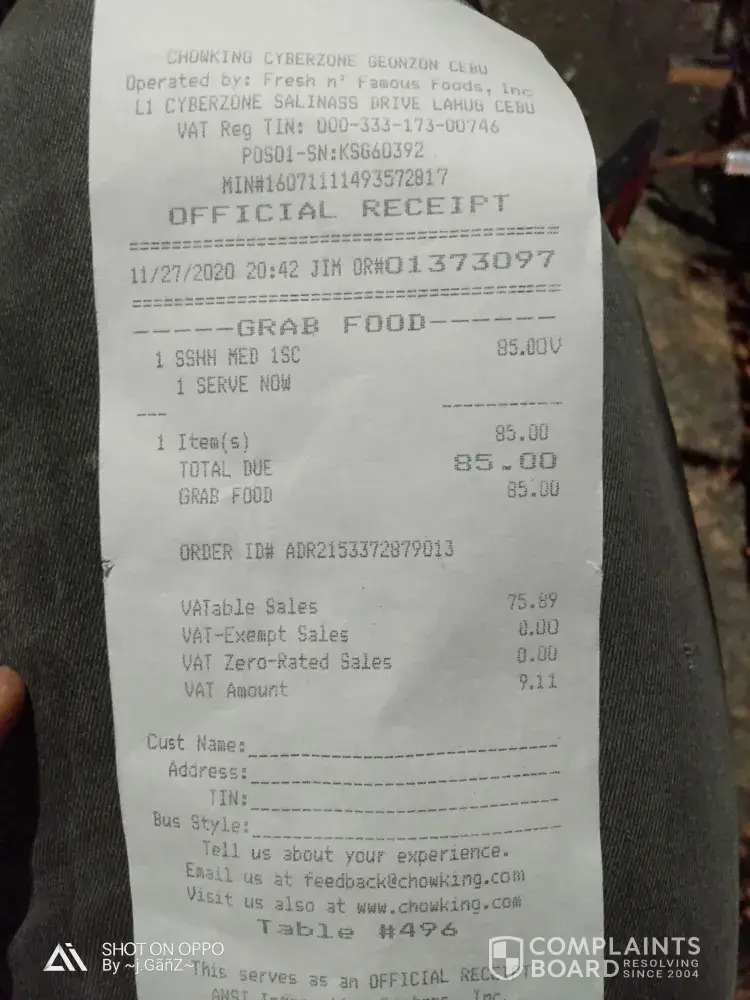 CHOWKING CYBERZONE GEONZON CEBU
Operated by: Fresh n' Famous Foods, Inc
L1 CYBERZONE SALINASS DRIVE LAHUG CEBU
VAT Reg TIN: 000-333-173-00746
POS01-SN:KSG60392
MIN#16071111493572817
OFFICIAL RECEIPT
11/27/2020 20:42 JIM OR#01373097
-----GRAB FOOD------
1 SSHH MED 1SC 85.00V
1 SERVE NOW
1 Item(s) 85.00
TOTAL DUE 85.00
GRAB FOOD 85.00
ORDER ID# ADR2153372879013
VATable Sales 75.89
VAT-Exempt Sales 0.00
VAT Zero-Rated Sales 0.00
VAT Amount 9.11
Cust Name:
Address:
TIN:
Bus Style:
Tell us about your experience.
Email us at feedback@chowking.com
Visit us also at www.chowking.com
Table #496
This serves as an OFFICIAL RECEIPT
SHOT ON OPPO
By ~j.GãñZ~
COMPLAINTS
BOARD RESOLVING SINCE 2004